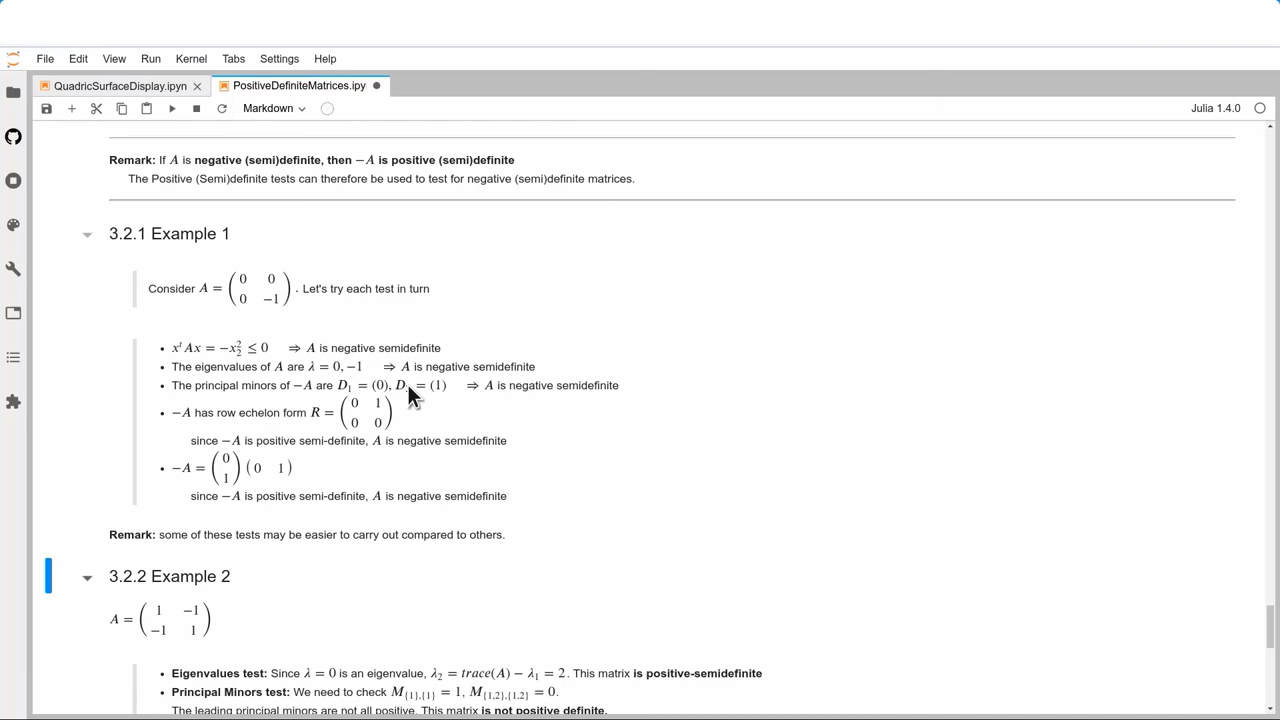 File Edit View Run Kernel Tabs Settings Help
QuadricSurfaceDisplay.ipyn PositiveDefiniteMatrices.ipy
Markdown Julia 1.4.0
Remark: If A is negative (semi)definite, then −A is positive (semi)definite
The Positive (Semi)definite tests can therefore be used to test for negative (semi)definite matrices.
3.2.1 Example 1
Consider A = ( 0 0
0 −1 ) . Let's try each test in turn
• xᵗAx = −x₂² ≤ 0 ⇒ A is negative semidefinite
• The eigenvalues of A are λ = 0, −1 ⇒ A is negative semidefinite
• The principal minors of −A are D₁ = (0), D = (1) ⇒ A is negative semidefinite
• −A has row echelon form R = ( 0 1
0 0 )
since −A is positive semi-definite, A is negative semidefinite
• −A = ( 0
1 ) ( 0 1 )
since −A is positive semi-definite, A is negative semidefinite
Remark: some of these tests may be easier to carry out compared to others.
3.2.2 Example 2
A = ( 1 −1
−1 1 )
• Eigenvalues test: Since λ = 0 is an eigenvalue, λ₂ = trace(A) − λ₁ = 2. This matrix is positive-semidefinite
• Principal Minors test: We need to check M{1},{1} = 1, M{1,2},{1,2} = 0.
The leading principal minors are not all positive. This matrix is not positive definite.